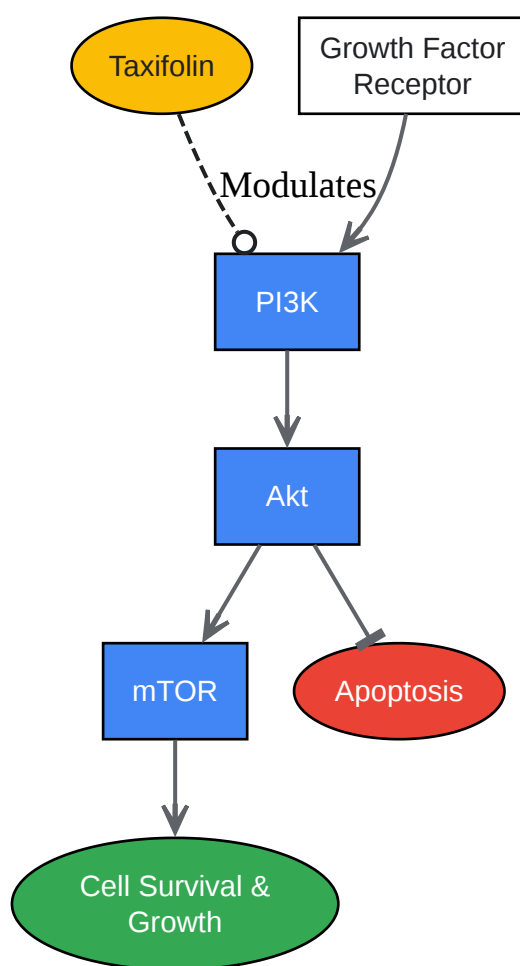 Taxifolin
Growth Factor
Receptor
Modulates
PI3K
Akt
mTOR
Apoptosis
Cell Survival &
Growth